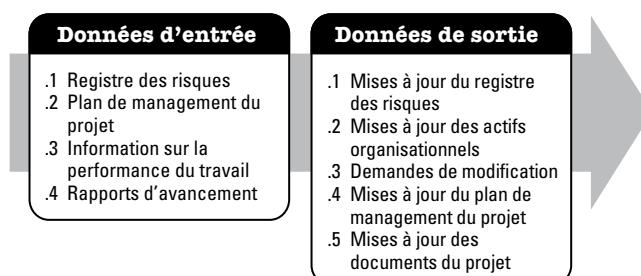 Données d'entrée
.1 Registre des risques
.2 Plan de management du
projet
.3 Information sur la
performance du travail
.4 Rapports d'avancement
Données de sortie
.1 Mises à jour du registre
des risques
.2 Mises à jour des actifs
organisationnels
.3 Demandes de modification
.4 Mises à jour du plan de
management du projet
.5 Mises à jour des
documents du projet